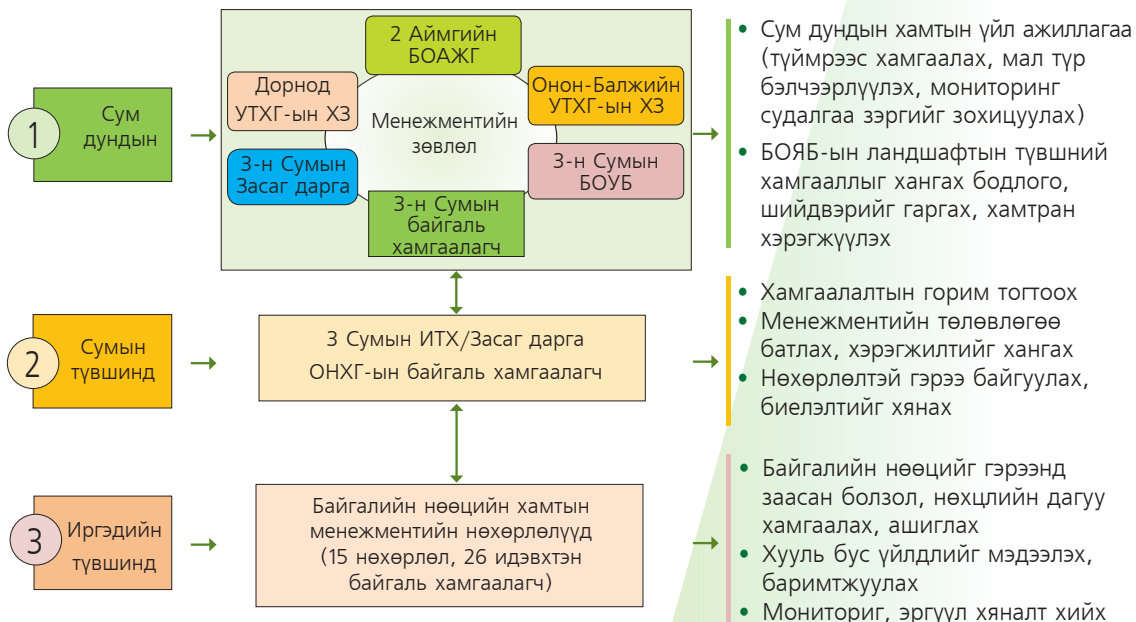 1
Сум
дундын
2 Аймгийн
БОАЖГ
Дорнод
УТХГ-ын ХЗ
Онон-Балжийн
УТХГ-ын ХЗ
Менежментийн
зөвлөл
3-н Сумын
Засаг дарга
3-н Сумын
БОУБ
3-н Сумын
байгаль
хамгаалагч
• Сум дундын хамтын үйл ажиллагаа
(түймрээс хамгаалах, мал түр
бэлчээрлүүлэх, мониторинг
судалгаа зэргийг зохицуулах)
• БОЯБ-ын ландшафтын түвшний
хамгааллыг хангах бодлого,
шийдвэрийг гаргах, хамтран
хэрэгжүүлэх
2
Сумын
түвшинд
3 Сумын ИТХ/Засаг дарга
ОНХГ-ын байгаль хамгаалагч
• Хамгаалалтын горим тогтоох
• Менежментийн төлөвлөгөө
батлах, хэрэгжилтийг хангах
• Нөхөрлөлтэй гэрээ байгуулах,
биелэлтийг хянах
3
Иргэдийн
түвшинд
Байгалийн нөөцийн хамтын
менежментийн нөхөрлөлүүд
(15 нөхөрлөл, 26 идэвхтэн
байгаль хамгаалагч)
• Байгалийн нөөцийг гэрээнд
заасан болзол, нөхцлийн дагуу
хамгаалах, ашиглах
• Хууль бус үйлдлийг мэдээлэх,
баримтжуулах
• Мониториг, эргүүл хяналт хийх